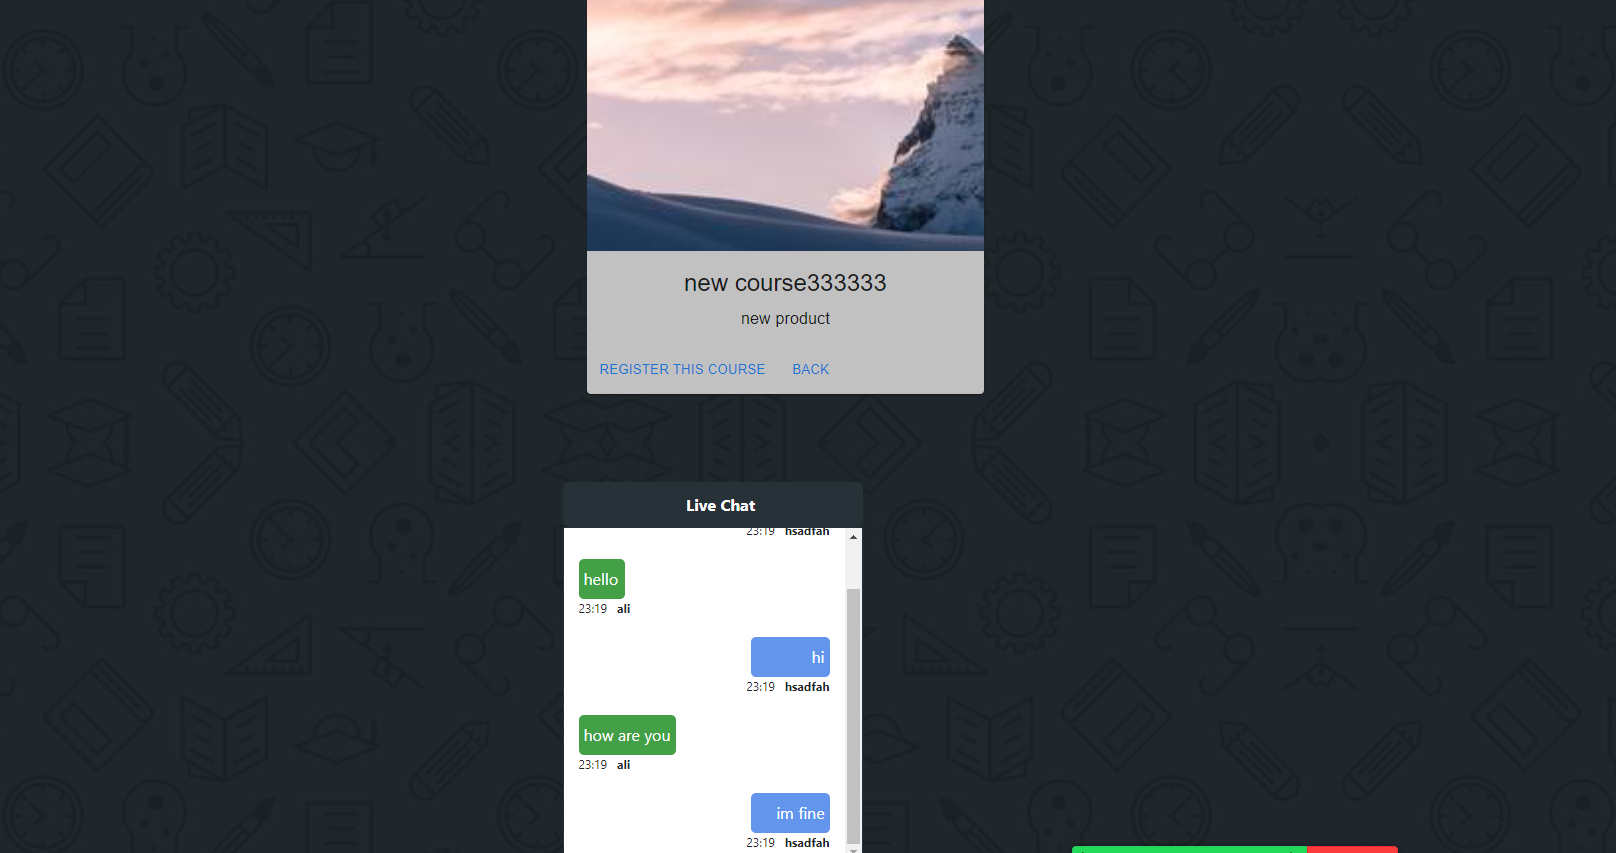 new course333333
new product
REGISTER THIS COURSE BACK
Live Chat
23:19 hsadfah
hello
23:19 ali
hi
23:19 hsadfah
how are you
23:19 ali
im fine
23:19 hsadfah